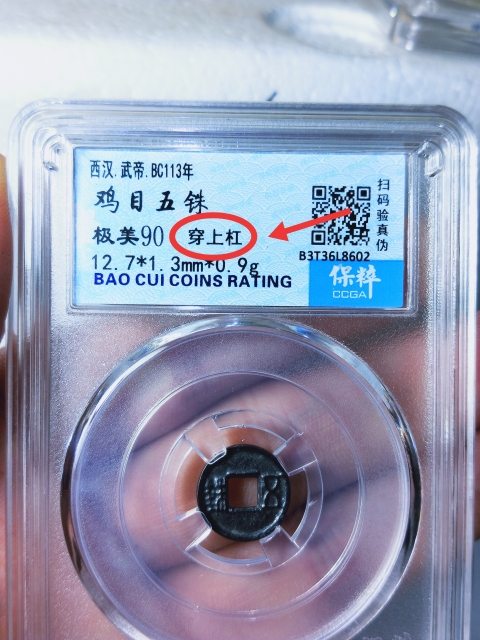 西汉.武帝.BC113年
鸡目五铢
极美90 穿上杠
12.7*1.3mm*0.9g
BAO CUI COINS RATING
扫码验真伪
B3T36L8602
保粹
CCGA